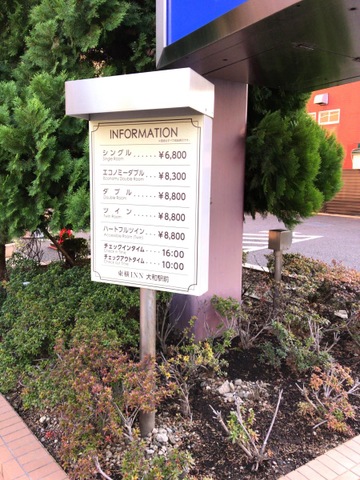 INFORMATION
シングル......¥6,800
Single Room
エコノミーダブル ¥8,300
Economy Double Room
ダブル......¥8,800
Double Room
ツイン......¥8,800
Twin Room
ハートフルツイン...¥8,800
チェックインタイム....16:00
チェックアウトタイム...10:00
東横INN 大和駅前